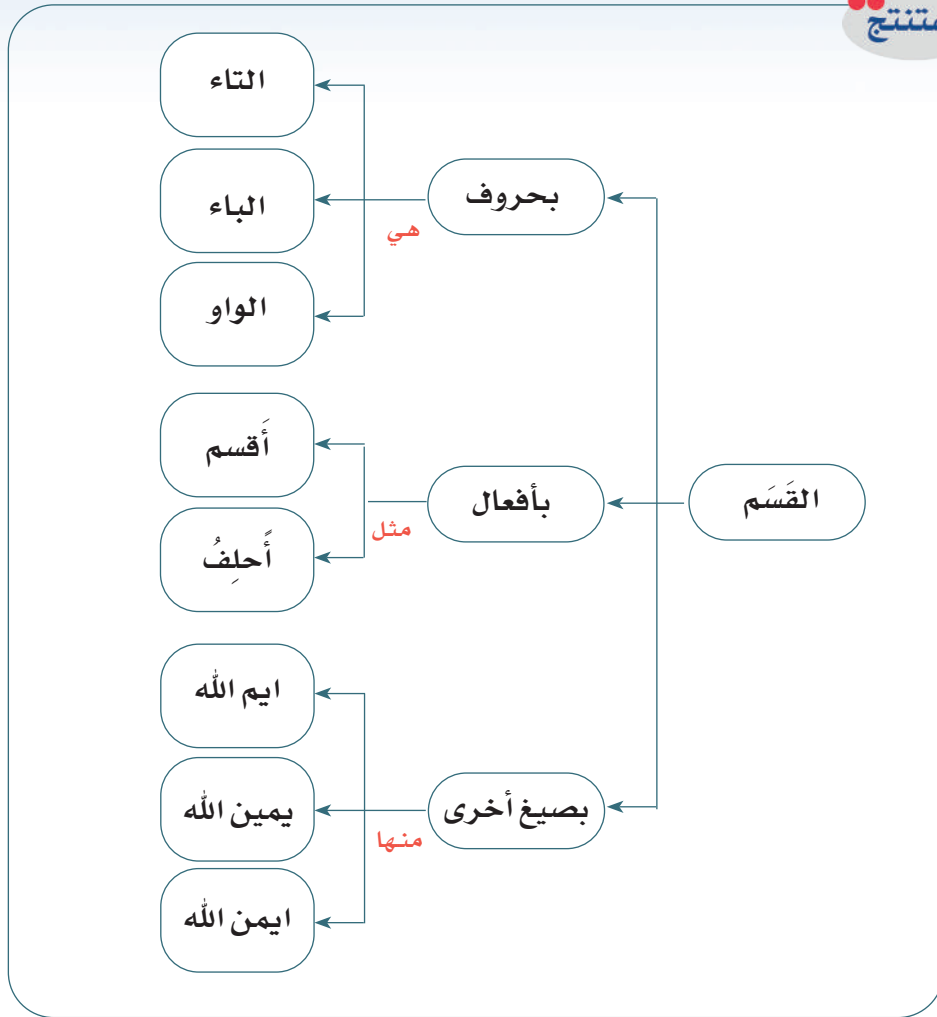 القَسَم
بحروف
هي
التاء
الباء
الواو
بأفعال
مثل
أَقسم
أًحلِفُ
بصيغ أخرى
منها
ايم الله
يمين الله
ايمن الله